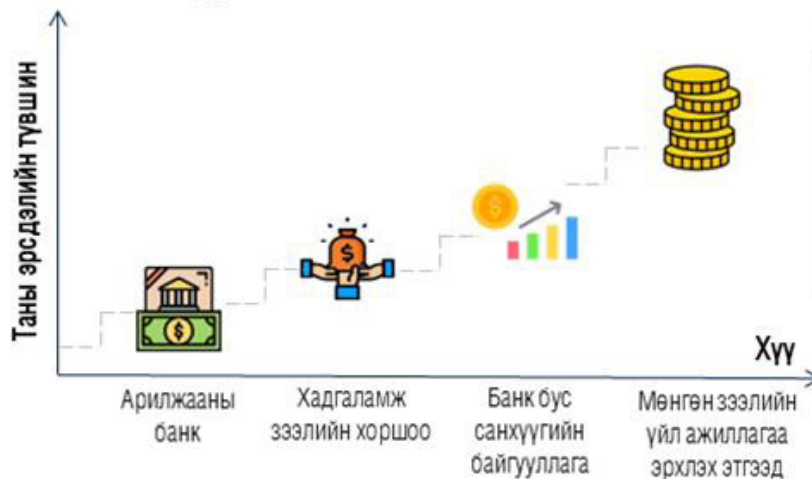 Таны эрсдэлийн түвшин
Хүү
Арилжааны
банк
Хадгаламж
зээлийн хоршоо
Банк бус
санхүүгийн
байгууллага
Мөнгөн зээлийн
үйл ажиллагаа
эрхлэх этгээд